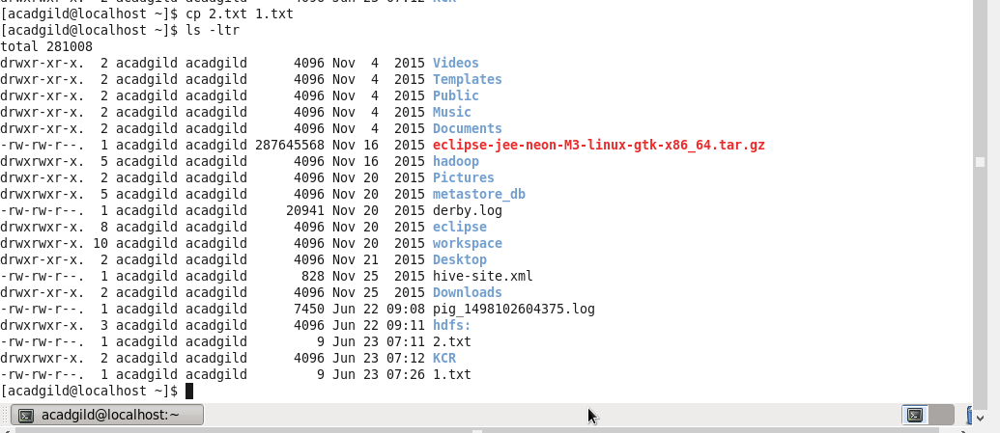 [acadgild@localhost ~]$ cp 2.txt 1.txt
[acadgild@localhost ~]$ ls -ltr
total 281008
drwxr-xr-x.  2 acadgild acadgild      4096 Nov  4  2015 Videos
drwxr-xr-x.  2 acadgild acadgild      4096 Nov  4  2015 Templates
drwxr-xr-x.  2 acadgild acadgild      4096 Nov  4  2015 Public
drwxr-xr-x.  2 acadgild acadgild      4096 Nov  4  2015 Music
drwxr-xr-x.  2 acadgild acadgild      4096 Nov  4  2015 Documents
-rw-rw-r--.  1 acadgild acadgild 287645568 Nov 16  2015 eclipse-jee-neon-M3-linux-gtk-x86_64.tar.gz
drwxrwxr-x.  5 acadgild acadgild      4096 Nov 16  2015 hadoop
drwxr-xr-x.  2 acadgild acadgild      4096 Nov 20  2015 Pictures
drwxrwxr-x.  5 acadgild acadgild      4096 Nov 20  2015 metastore_db
-rw-rw-r--.  1 acadgild acadgild     20941 Nov 20  2015 derby.log
drwxrwxr-x.  8 acadgild acadgild      4096 Nov 20  2015 eclipse
drwxrwxr-x. 10 acadgild acadgild      4096 Nov 20  2015 workspace
drwxr-xr-x.  2 acadgild acadgild      4096 Nov 21  2015 Desktop
-rw-rw-r--.  1 acadgild acadgild       828 Nov 25  2015 hive-site.xml
drwxr-xr-x.  2 acadgild acadgild      4096 Nov 25  2015 Downloads
-rw-rw-r--.  1 acadgild acadgild      7450 Jun 22 09:08 pig_1498102604375.log
drwxrwxr-x.  3 acadgild acadgild      4096 Jun 22 09:11 hdfs:
-rw-rw-r--.  1 acadgild acadgild         9 Jun 23 07:11 2.txt
drwxrwxr-x.  2 acadgild acadgild      4096 Jun 23 07:12 KCR
-rw-rw-r--.  1 acadgild acadgild         9 Jun 23 07:26 1.txt
[acadgild@localhost ~]$
acadgild@localhost:~